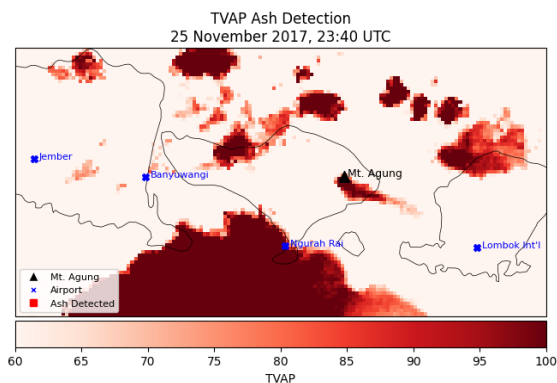 TVAP Ash Detection
25 November 2017, 23:40 UTC
Jember
Banyuwangi
Mt. Agung
Ngurah Rai
Lombok Int'l
Mt. Agung
Airport
Ash Detected
60 65 70 75 80 85 90 95 100
TVAP